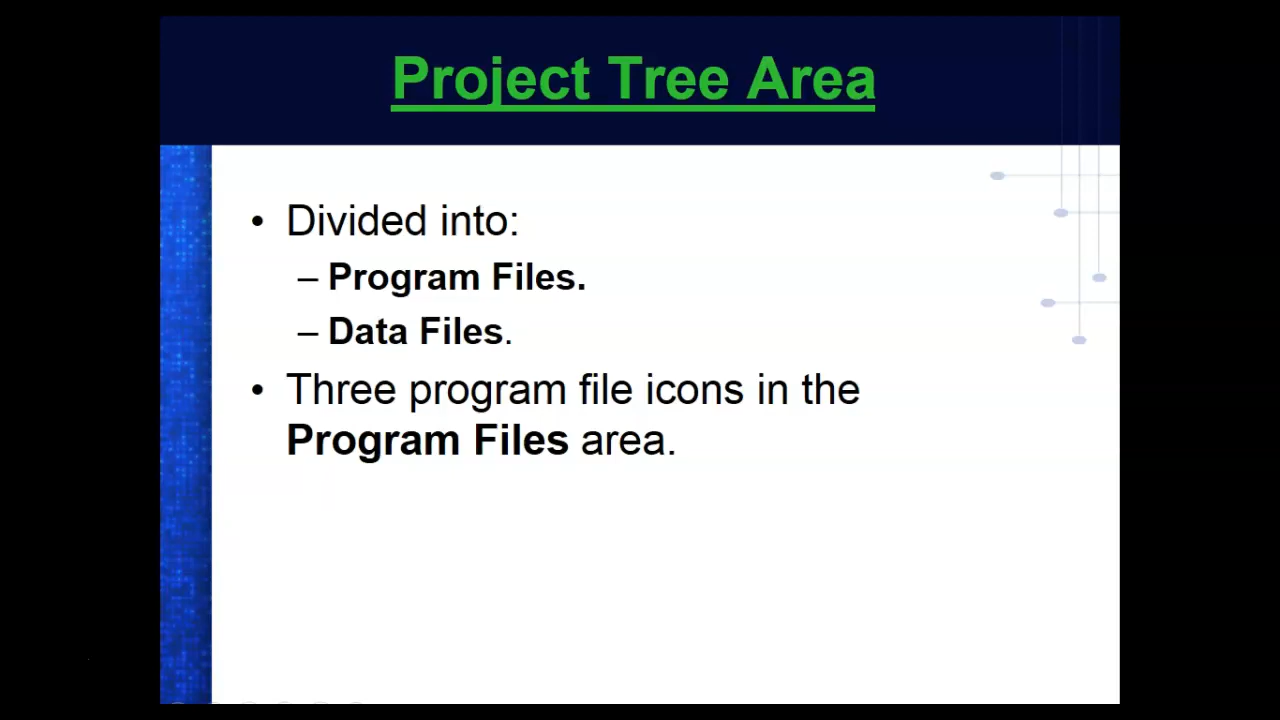 Project Tree Area
• Divided into:
– Program Files.
– Data Files.
• Three program file icons in the
Program Files area.